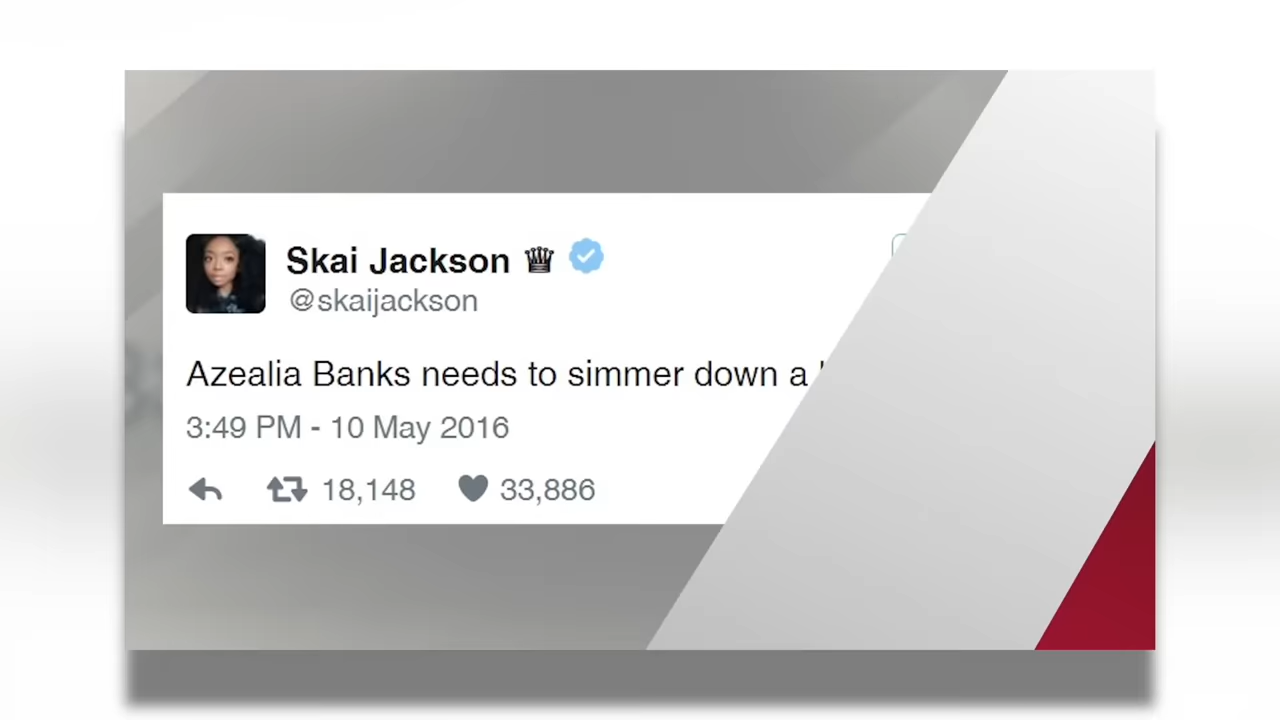 Skai Jackson ♛
@skaijackson
Azealia Banks needs to simmer down a
3:49 PM - 10 May 2016
18,148 33,886